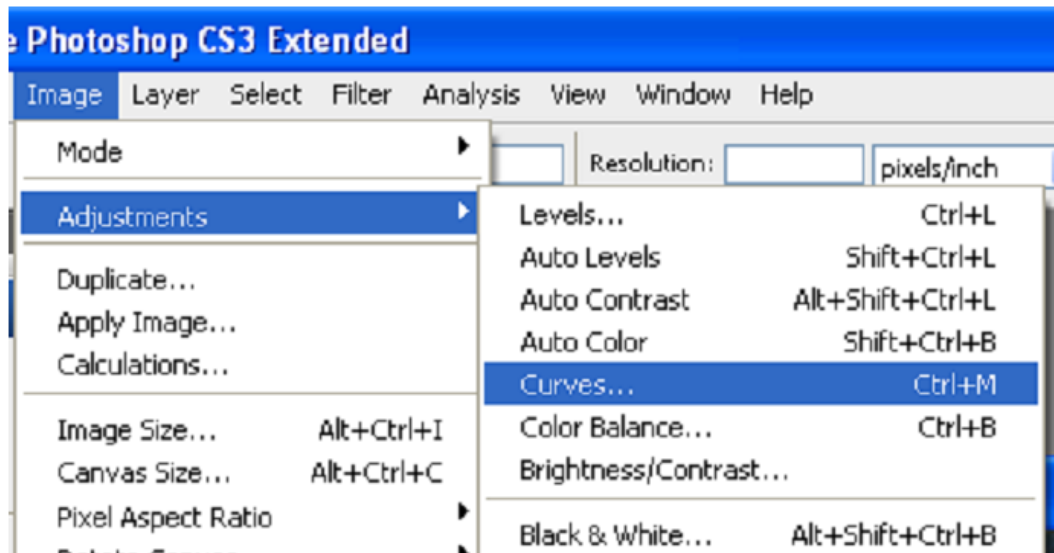 Photoshop CS3 Extended
Image Layer Select Filter Analysis View Window Help
Mode
Resolution: pixels/inch
Adjustments
Duplicate...
Apply Image...
Calculations...
Image Size... Alt+Ctrl+I
Canvas Size... Alt+Ctrl+C
Pixel Aspect Ratio
Levels... Ctrl+L
Auto Levels Shift+Ctrl+L
Auto Contrast Alt+Shift+Ctrl+L
Auto Color Shift+Ctrl+B
Curves... Ctrl+M
Color Balance... Ctrl+B
Brightness/Contrast...
Black & White... Alt+Shift+Ctrl+B